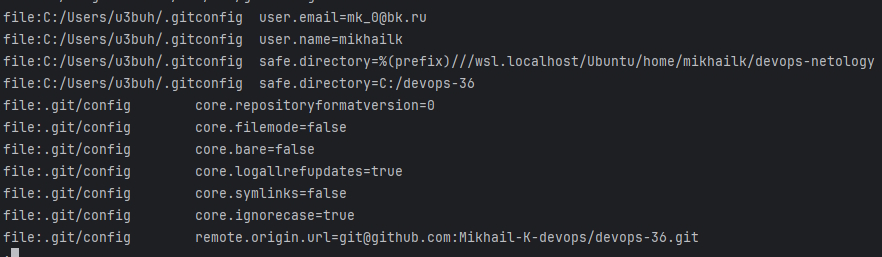 file:C:/Users/u3buh/.gitconfig  user.email=mk_0@bk.ru
file:C:/Users/u3buh/.gitconfig  user.name=mikhailk
file:C:/Users/u3buh/.gitconfig  safe.directory=%(prefix)///wsl.localhost/Ubuntu/home/mikhailk/devops-netology
file:C:/Users/u3buh/.gitconfig  safe.directory=C:/devops-36
file:.git/config        core.repositoryformatversion=0
file:.git/config        core.filemode=false
file:.git/config        core.bare=false
file:.git/config        core.logallrefupdates=true
file:.git/config        core.symlinks=false
file:.git/config        core.ignorecase=true
file:.git/config        remote.origin.url=git@github.com:Mikhail-K-devops/devops-36.git
: